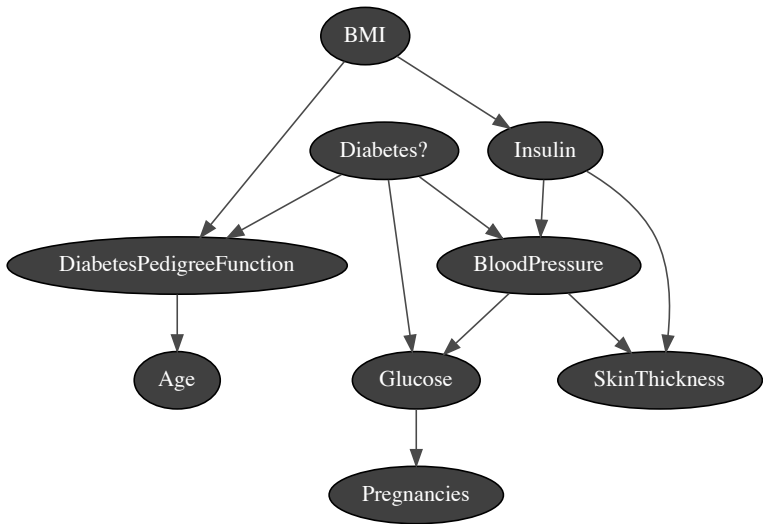 BMI
Diabetes?
Insulin
DiabetesPedigreeFunction
BloodPressure
Age
Glucose
SkinThickness
Pregnancies